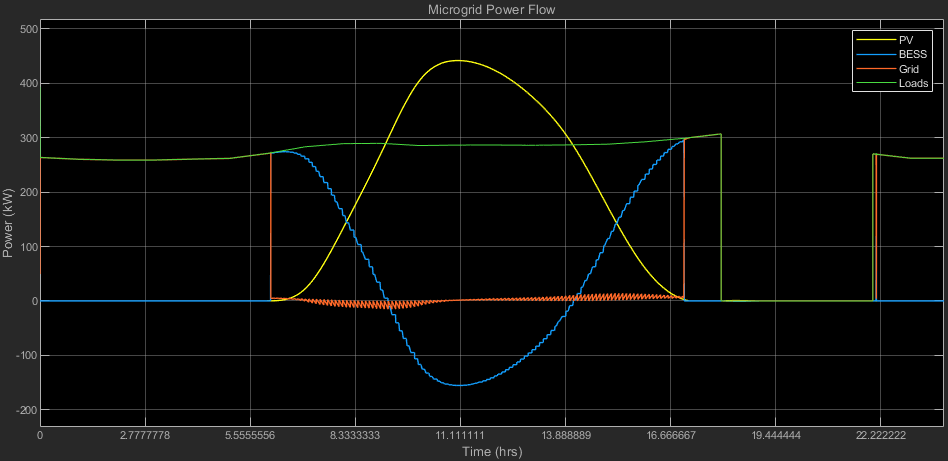 Microgrid Power Flow
500
400
300
200
100
0
-100
-200
Power (kW)
PV
BESS
Grid
Loads
0
2.7777778
5.5555556
8.3333333
11.111111
13.888889
16.666667
19.444444
22.222222
Time (hrs)